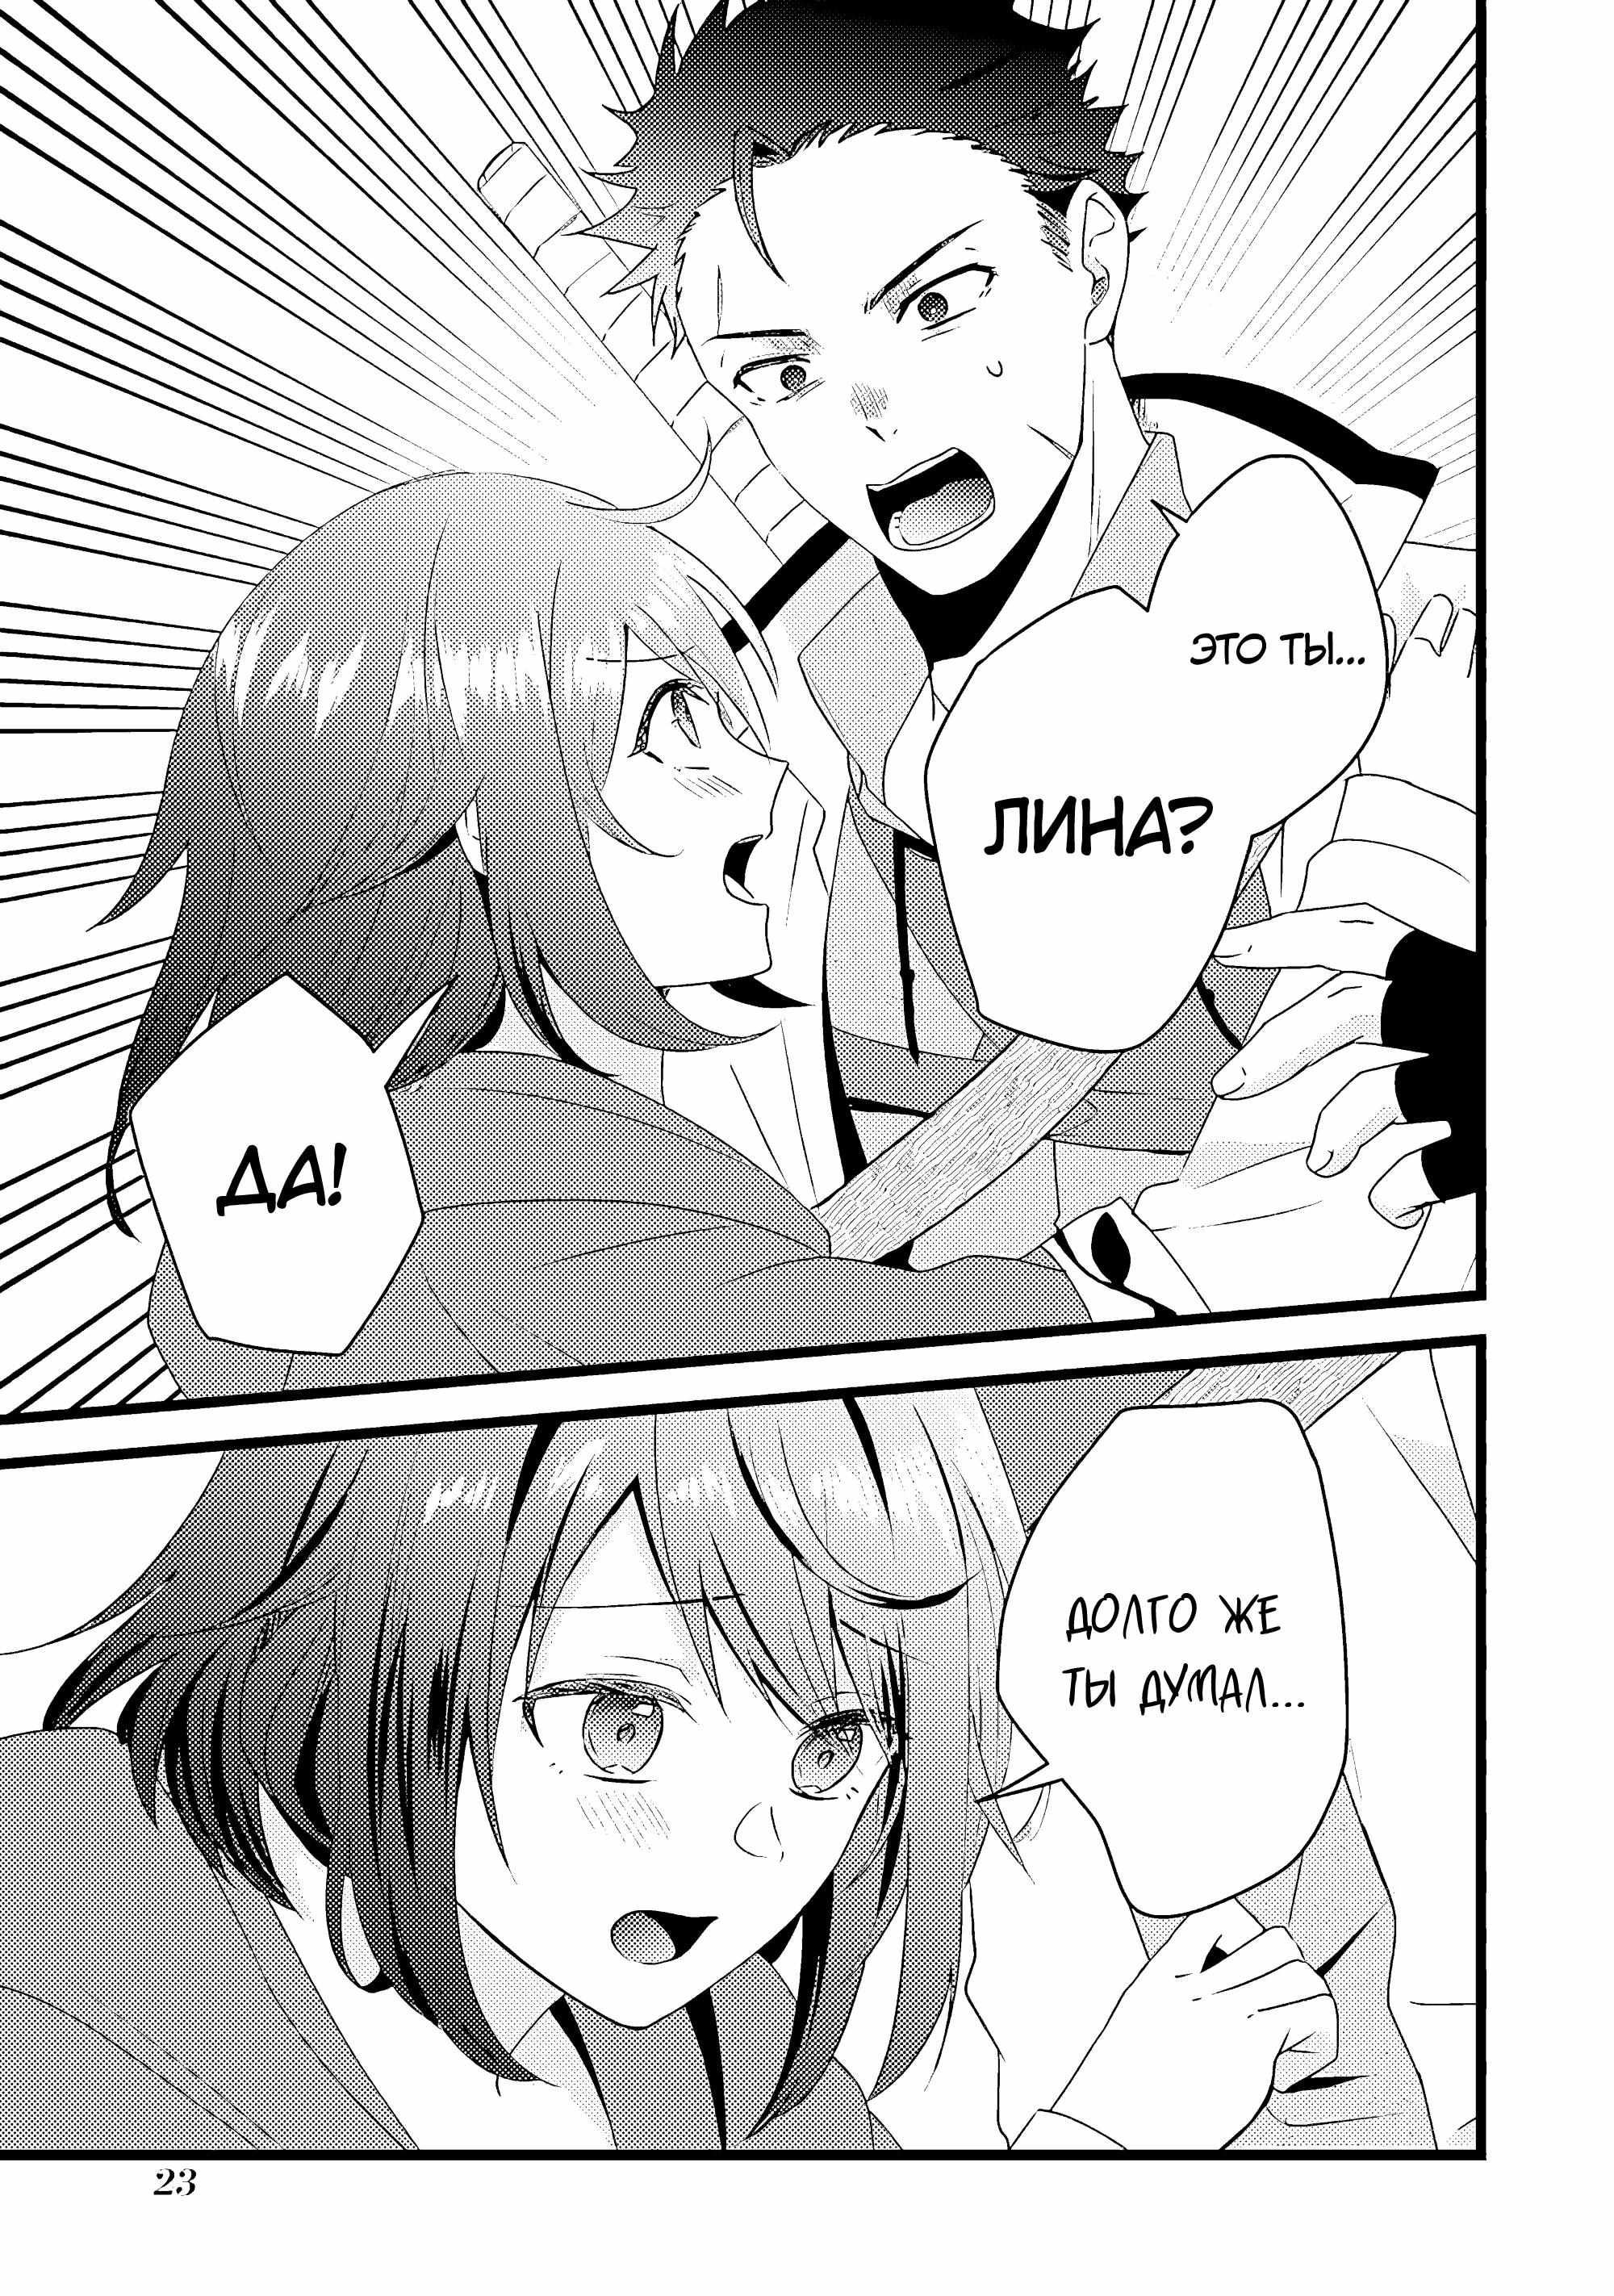 ЭТО ТЫ...
ЛИНА?
ДА!
ДОЛГО ЖЕ
ТЫ ДУМАЛ...
23